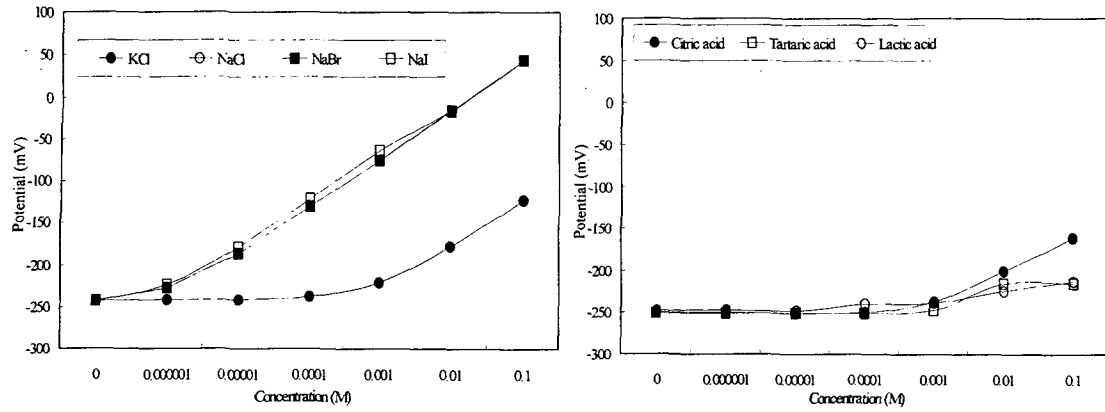 100
50
0
-50
-100
-150
-200
-250
-300
Potential (mV)
KCl NaCl NaBr NaI
0 0.000001 0.00001 0.0001 0.001 0.01 0.1
Concentration (M)
100
50
0
-50
-100
-150
-200
-250
-300
Potential (mV)
Citric acid Tartaric acid Lactic acid
0 0.000001 0.00001 0.0001 0.001 0.01 0.1
Concentration (M)